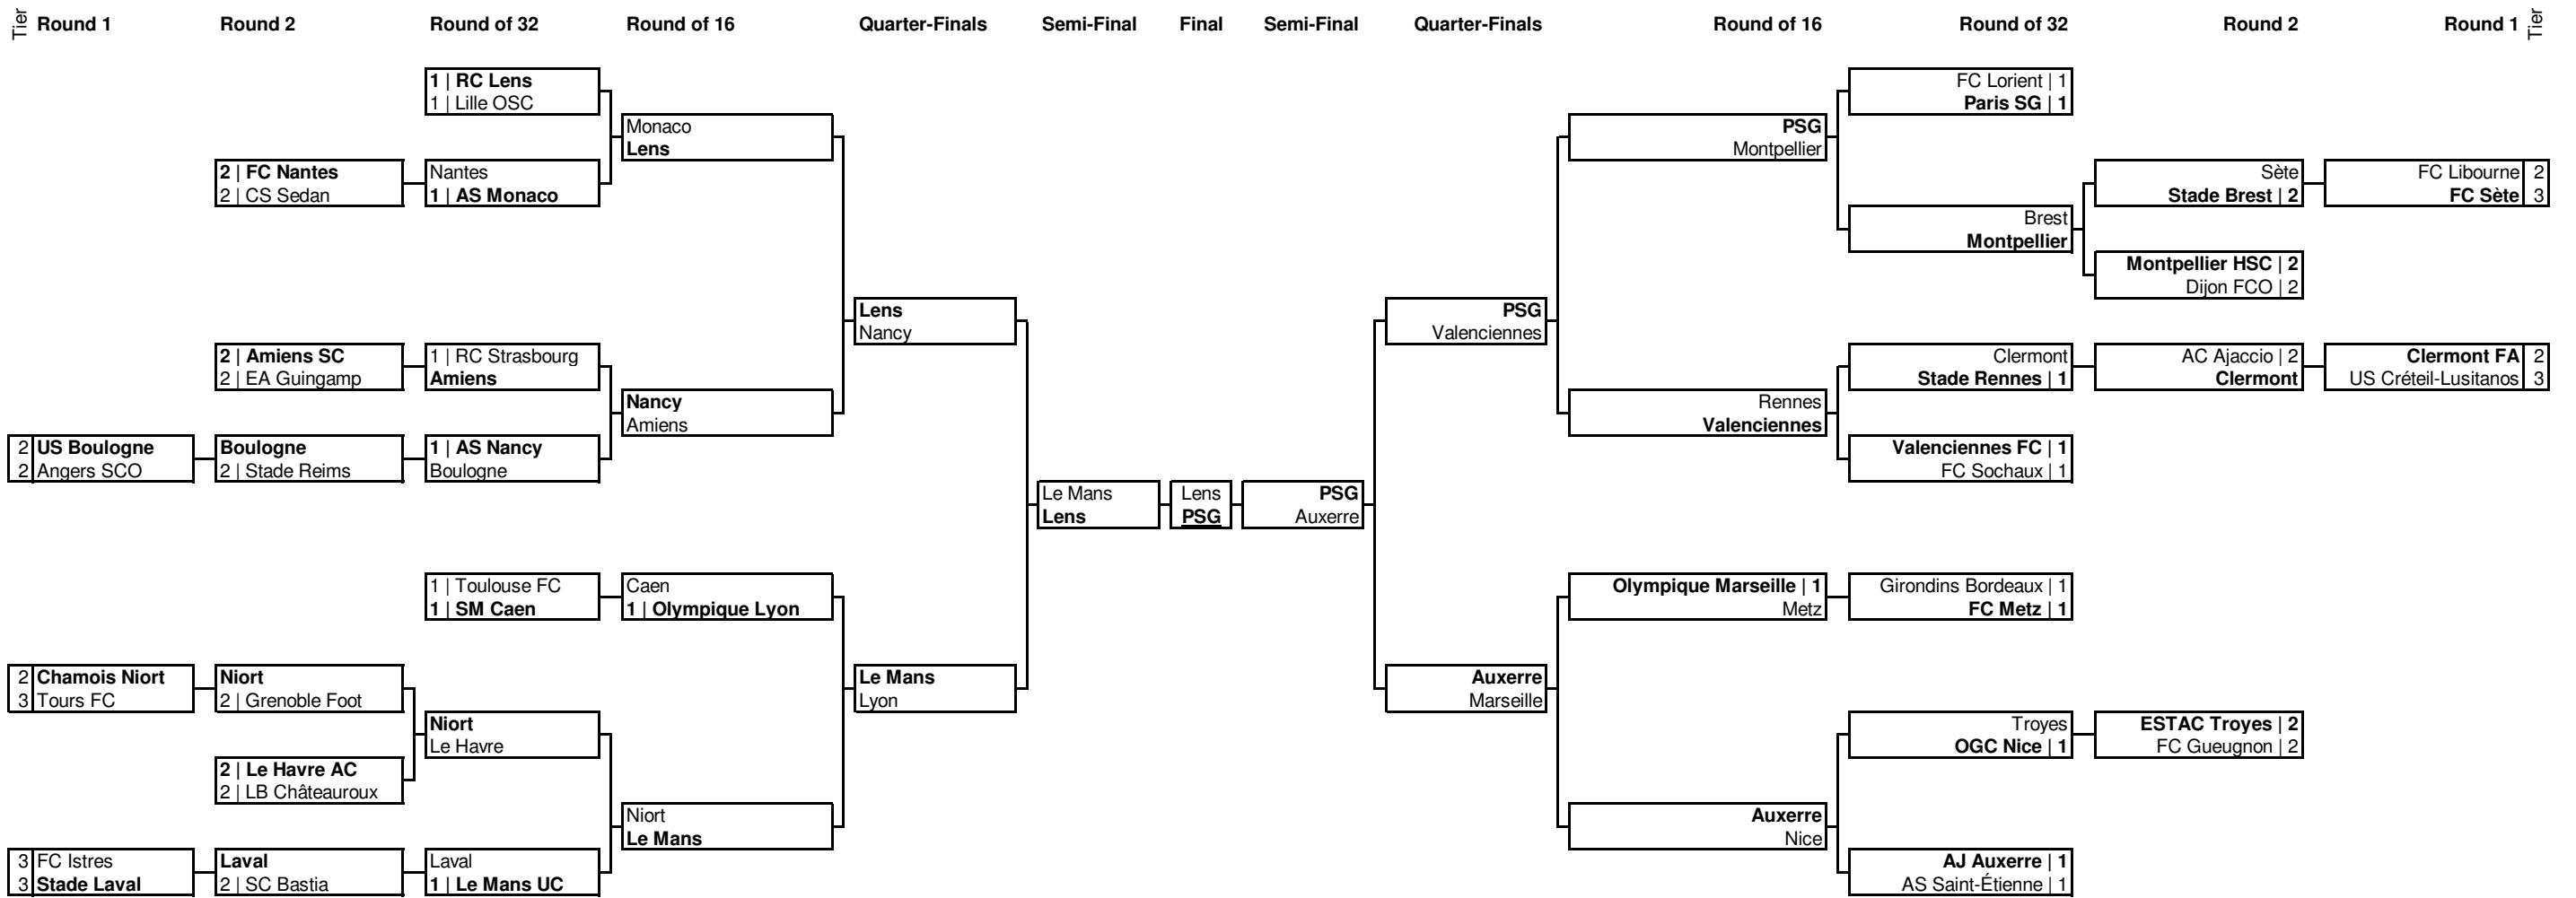 Tier Round 1 Round 2 Round of 32 Round of 16 Quarter-Finals Semi-Final Final Semi-Final Quarter-Finals Round of 16 Round of 32 Round 2 Round 1 Tier
1 | RC Lens FC Lorient | 1
1 | Lille OSC Paris SG | 1
Monaco PSG
Lens Montpellier
2 | FC Nantes Nantes Sète FC Libourne 2
2 | CS Sedan 1 | AS Monaco Stade Brest | 2 FC Sète 3
Brest
Montpellier
Montpellier HSC | 2
Dijon FCO | 2
Lens PSG
Nancy Valenciennes
2 | Amiens SC 1 | RC Strasbourg Clermont AC Ajaccio | 2 Clermont FA 2
2 | EA Guingamp Amiens Stade Rennes | 1 Clermont US Créteil-Lusitanos 3
Nancy Rennes
Amiens Valenciennes
2 US Boulogne Boulogne 1 | AS Nancy Valenciennes FC | 1
2 Angers SCO 2 | Stade Reims Boulogne FC Sochaux | 1
Le Mans Lens PSG
Lens PSG Auxerre
1 | Toulouse FC Caen Olympique Marseille | 1 Girondins Bordeaux | 1
1 | SM Caen 1 | Olympique Lyon Metz FC Metz | 1
2 Chamois Niort Niort Le Mans Auxerre
3 Tours FC 2 | Grenoble Foot Lyon Marseille
Niort Troyes ESTAC Troyes | 2
Le Havre OGC Nice | 1 FC Gueugnon | 2
2 | Le Havre AC
2 | LB Châteauroux
Niort Auxerre
Le Mans Nice
3 FC Istres Laval Laval AJ Auxerre | 1
3 Stade Laval 2 | SC Bastia 1 | Le Mans UC AS Saint-Étienne | 1